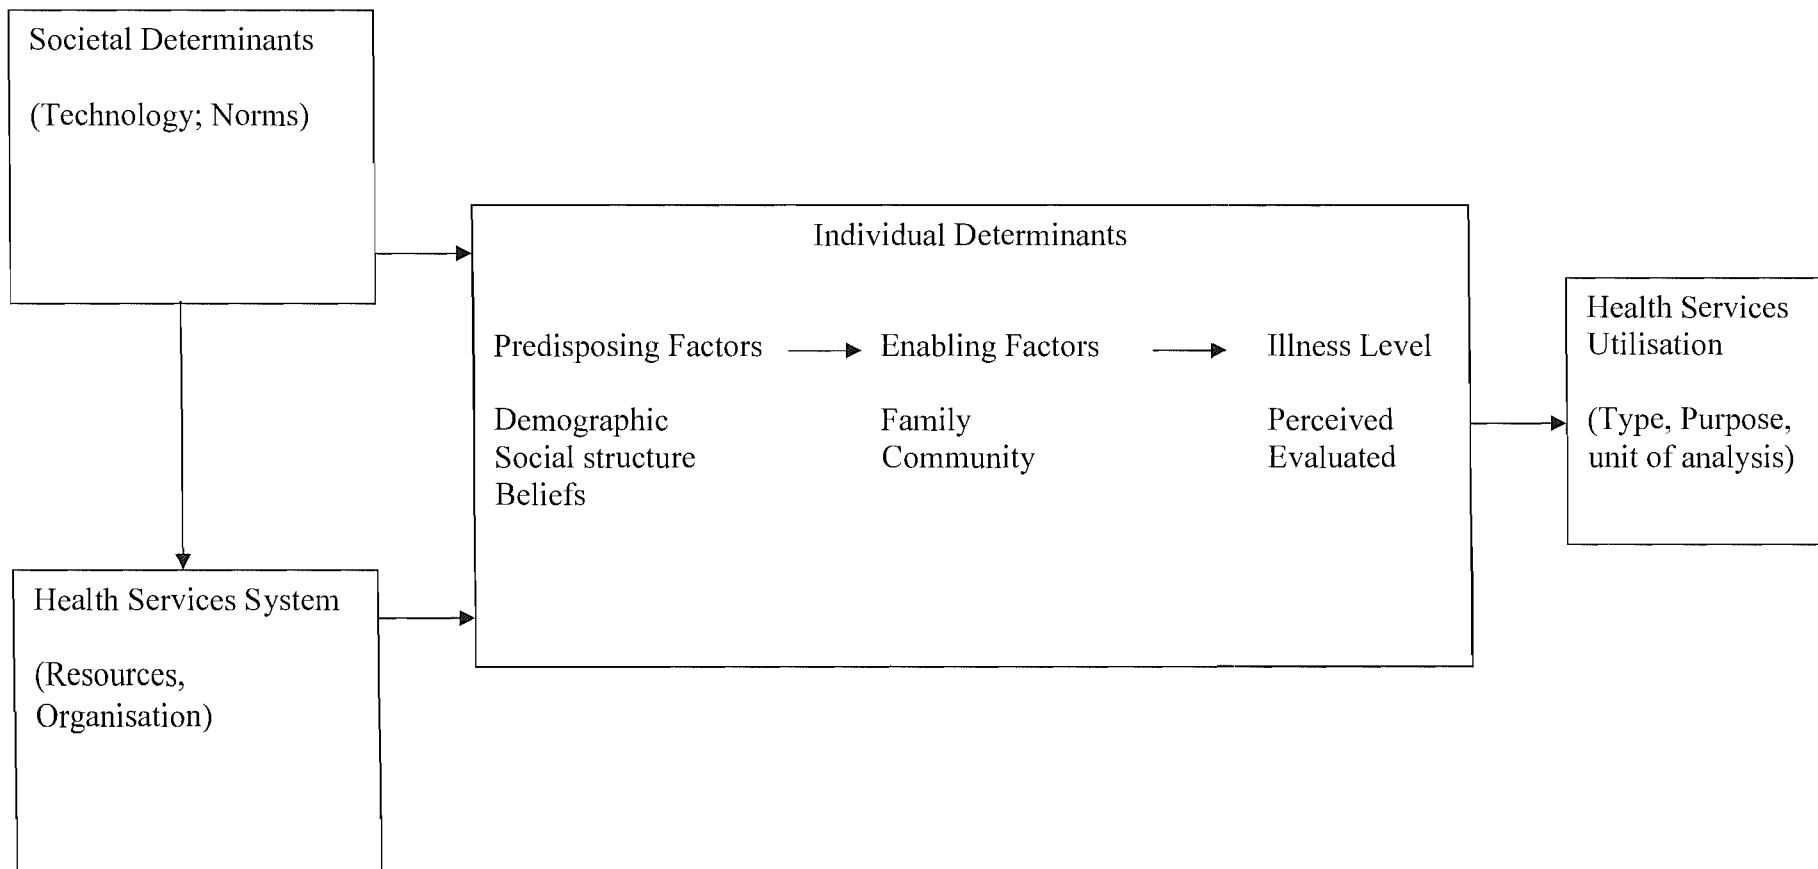 Societal Determinants
(Technology; Norms)
Individual Determinants
Predisposing Factors
Demographic
Social structure
Beliefs
Enabling Factors
Family
Community
Illness Level
Perceived
Evaluated
Health Services
Utilisation
(Type, Purpose,
unit of analysis)
Health Services System
(Resources,
Organisation)